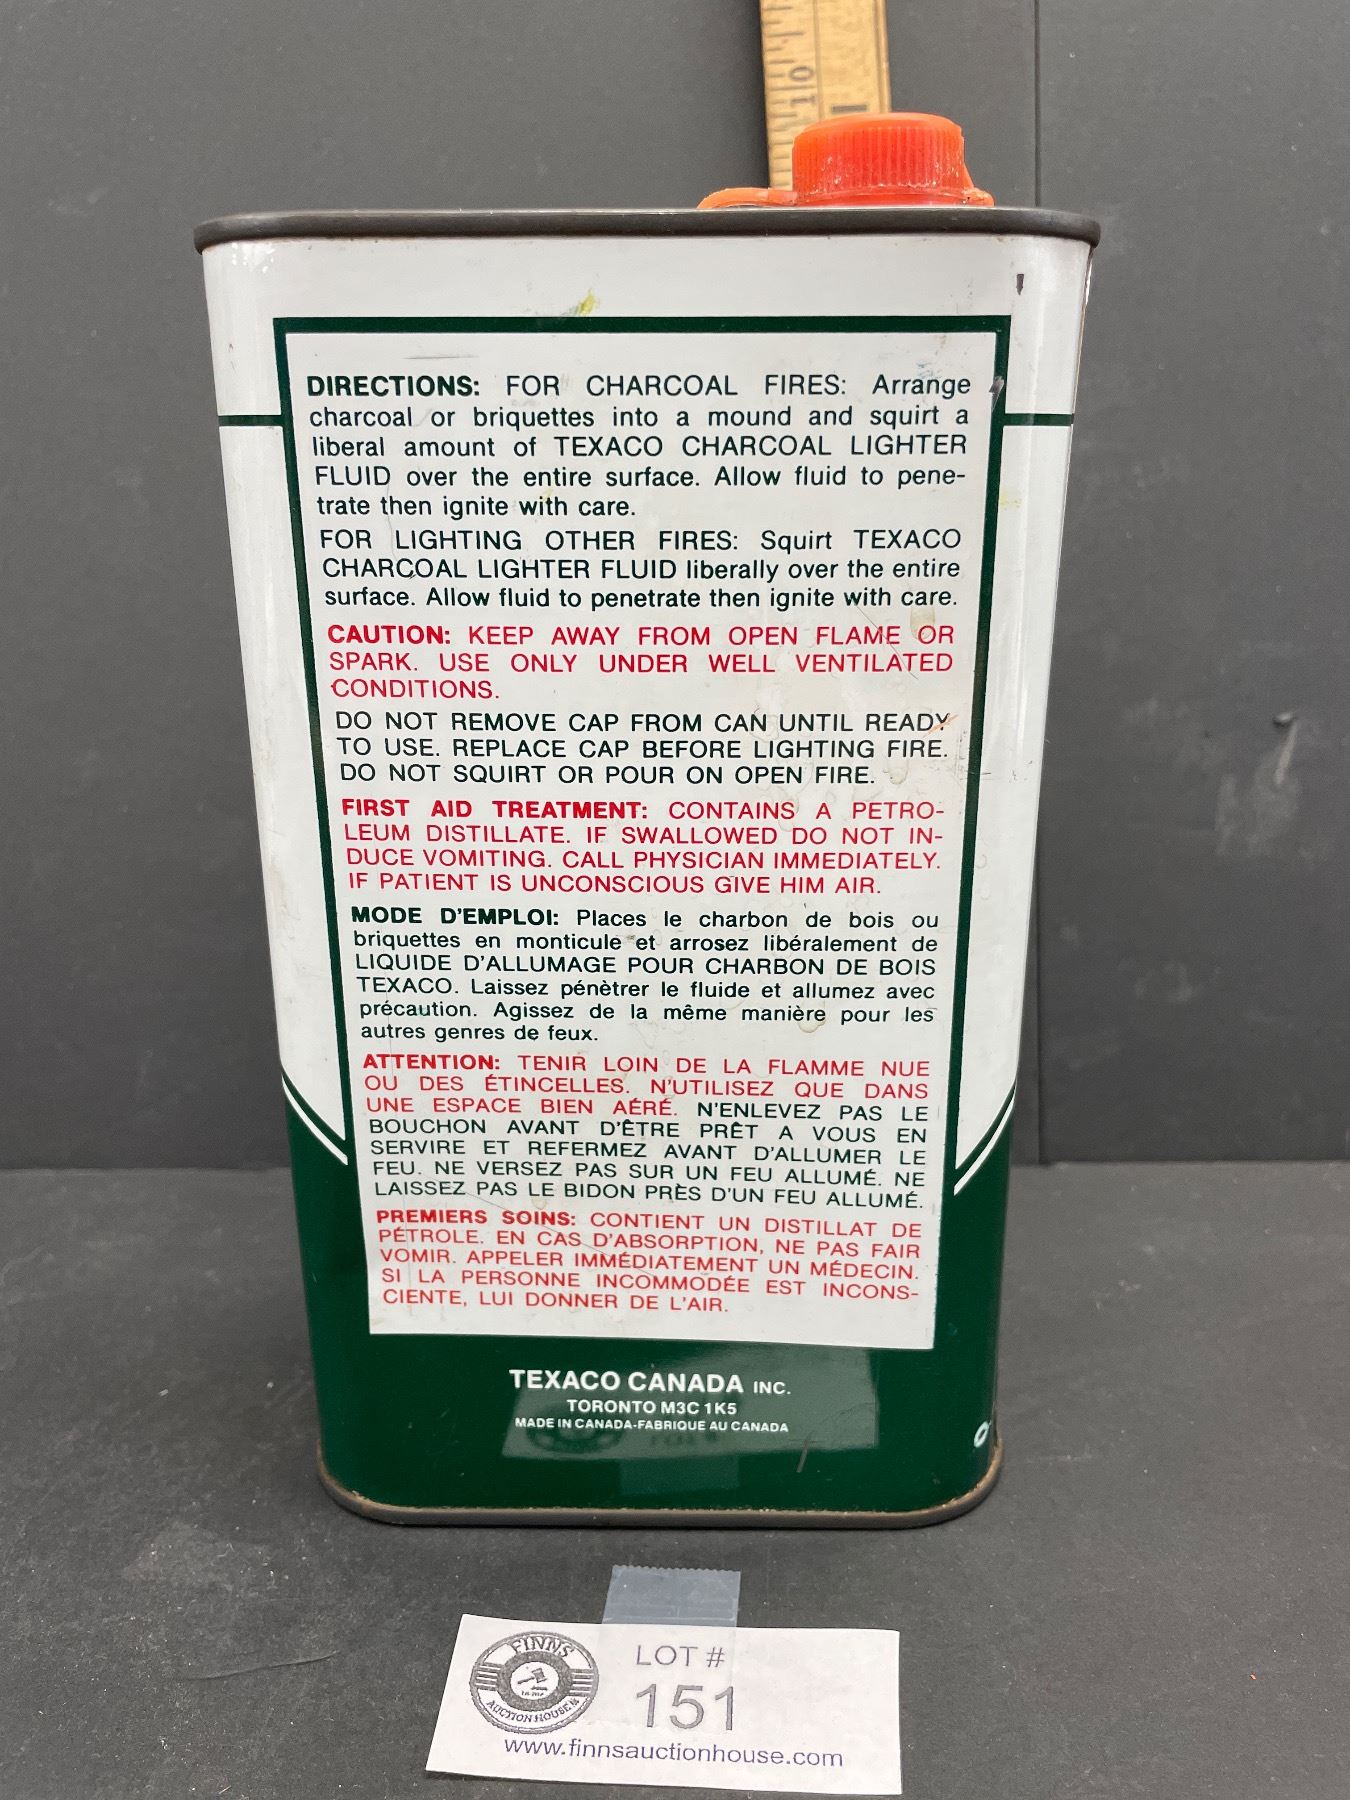 10
DIRECTIONS: FOR CHARCOAL FIRES: Arrange
charcoal or briquettes into a mound and squirt a
liberal amount of TEXACO CHARCOAL LIGHTER
FLUID over the entire surface. Allow fluid to pene-
trate then ignite with care.
FOR LIGHTING OTHER FIRES: Squirt TEXACO
CHARCOAL LIGHTER FLUID liberally over the entire
surface. Allow fluid to penetrate then ignite with care.
CAUTION: KEEP AWAY FROM OPEN FLAME OR
SPARK. USE ONLY UNDER WELL VENTILATED
CONDITIONS.
DO NOT REMOVE CAP FROM CAN UNTIL READY
TO USE. REPLACE CAP BEFORE LIGHTING FIRE.
DO NOT SQUIRT OR POUR ON OPEN FIRE.
FIRST AID TREATMENT: CONTAINS A PETRO-
LEUM DISTILLATE. IF SWALLOWED DO NOT IN-
DUCE VOMITING. CALL PHYSICIAN IMMEDIATELY.
IF PATIENT IS UNCONSCIOUS GIVE HIM AIR.
MODE D'EMPLOI: Places le charbon de bois ou
briquettes en monticule et arrosez libéralement de
LIQUIDE D'ALLUMAGE POUR CHARBON DE BOIS
TEXACO. Laissez pénètrer le fluide et allumez avec
précaution. Agissez de la même manière pour les
autres genres de feux.
ATTENTION: TENIR LOIN DE LA FLAMME NUE
OU DES ÉTINCELLES. N'UTILISEZ QUE DANS
UNE ESPACE BIEN AÉRÉ. N'ENLEVEZ PAS LE
BOUCHON AVANT D'ÊTRE PRÊT A VOUS EN
SERVIRE ET REFERMEZ AVANT D'ALLUMER LE
FEU. NE VERSEZ PAS SUR UN FEU ALLUMÉ. NE
LAISSEZ PAS LE BIDON PRÈS D'UN FEU ALLUMÉ.
PREMIERS SOINS: CONTIENT UN DISTILLAT DE
PÉTROLE. EN CAS D'ABSORPTION, NE PAS FAIR
VOMIR. APPELER IMMÉDIATEMENT UN MÉDECIN.
SI LA PERSONNE INCOMMODÉE EST INCONS-
CIENTE, LUI DONNER DE L'AIR.
TEXACO CANADA INC.
TORONTO M3C 1K5
MADE IN CANADA-FABRIQUE AU CANADA
FINNS
AUCTION HOUSE
LOT #
151
www.finnsauctionhouse.com